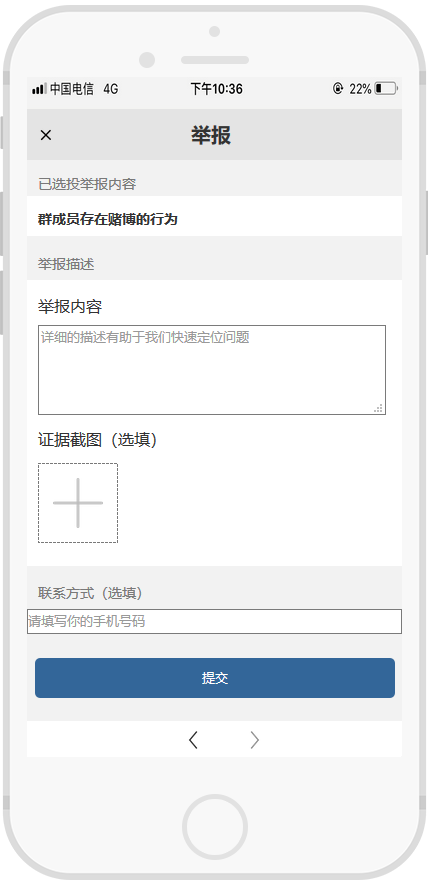 中国电信 4G 下午10:36 22%
× 举报
已选投举报内容
群成员存在赌博的行为
举报描述
举报内容
详细的描述有助于我们快速定位问题
证据截图（选填）
联系方式（选填）
请填写你的手机号码
提交